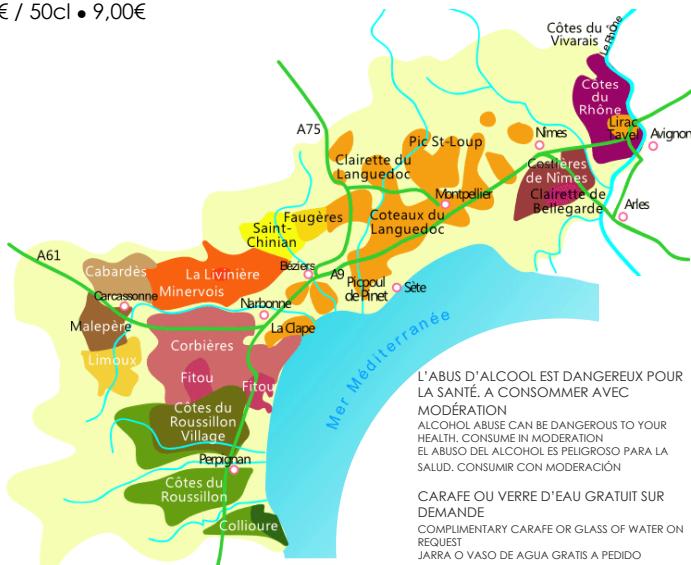 € / 50cl • 9,00€
Côtes du
Vivarais
Le Rhône
Côtes
du
Rhône
Lirac
Tavel
Avignon
A75
Pic St-Loup
Nîmes
Clairette du
Languedoc
Costières
de Nîmes
Montpellier
Clairette de
Bellegarde
Arles
Faugères
Saint-
Chinian
Coteaux du
Languedoc
A61
Cabardès
La Livinière
Minervois
Béziers
A9
Picpoul
de Pinet
Sète
Carcassonne
Narbonne
Malepère
La Clape
Corbières
Limoux
Fitou
Fitou
Mer Méditerranée
Côtes du
Roussillon
Village
Perpignan
Côtes du
Roussillon
Collioure
L'ABUS D'ALCOOL EST DANGEREUX POUR
LA SANTÉ. A CONSOMMER AVEC
MODÉRATION
ALCOHOL ABUSE CAN BE DANGEROUS TO YOUR
HEALTH. CONSUME IN MODERATION
EL ABUSO DEL ALCOHOL ES PELIGROSO PARA LA
SALUD. CONSUMIR CON MODERACIÓN
CARAFE OU VERRE D'EAU GRATUIT SUR
DEMANDE
COMPLIMENTARY CARAFE OR GLASS OF WATER ON
REQUEST
JARRA O VASO DE AGUA GRATIS A PEDIDO